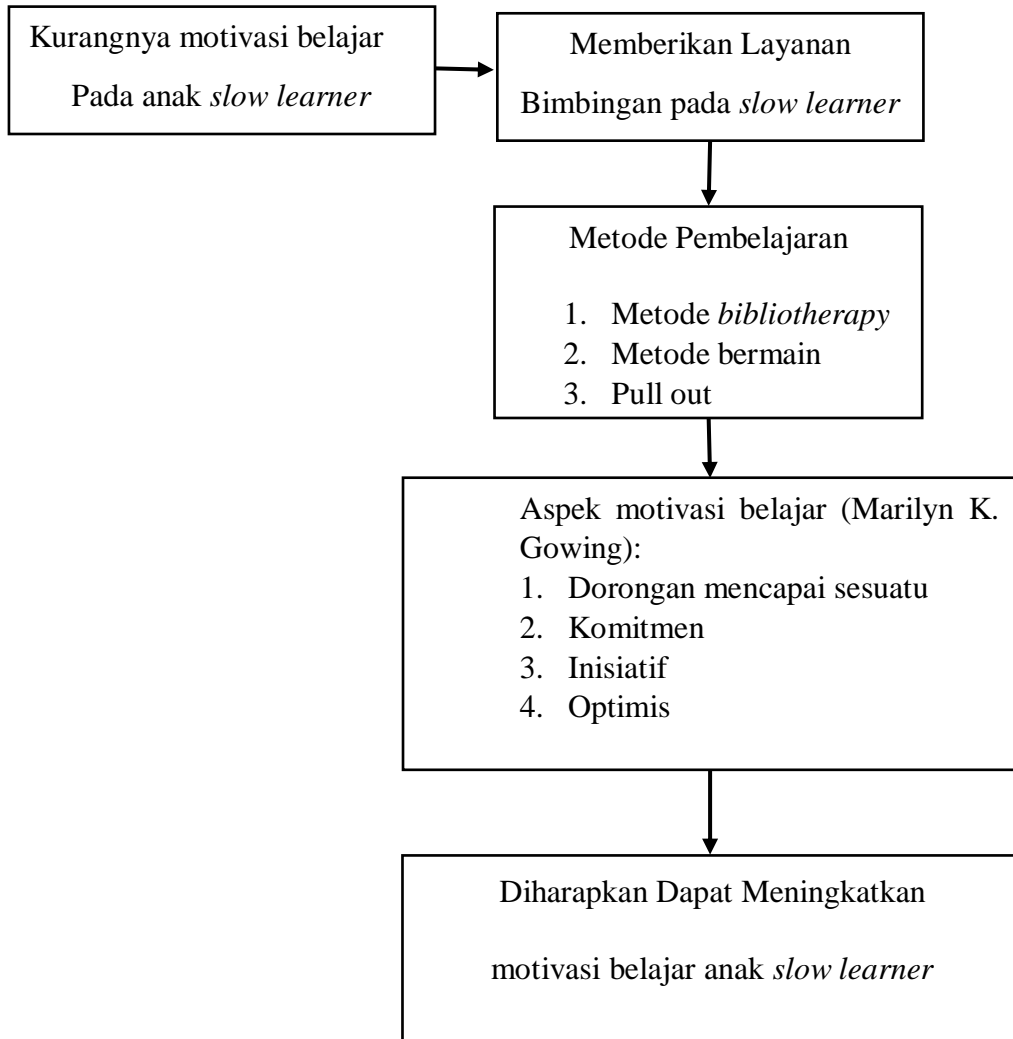 Kurangnya motivasi belajar
Pada anak slow learner
Memberikan Layanan
Bimbingan pada slow learner
Metode Pembelajaran
1. Metode bibliotherapy
2. Metode bermain
3. Pull out
Aspek motivasi belajar (Marilyn K.
Gowing):
1. Dorongan mencapai sesuatu
2. Komitmen
3. Inisiatif
4. Optimis
Diharapkan Dapat Meningkatkan
motivasi belajar anak slow learner